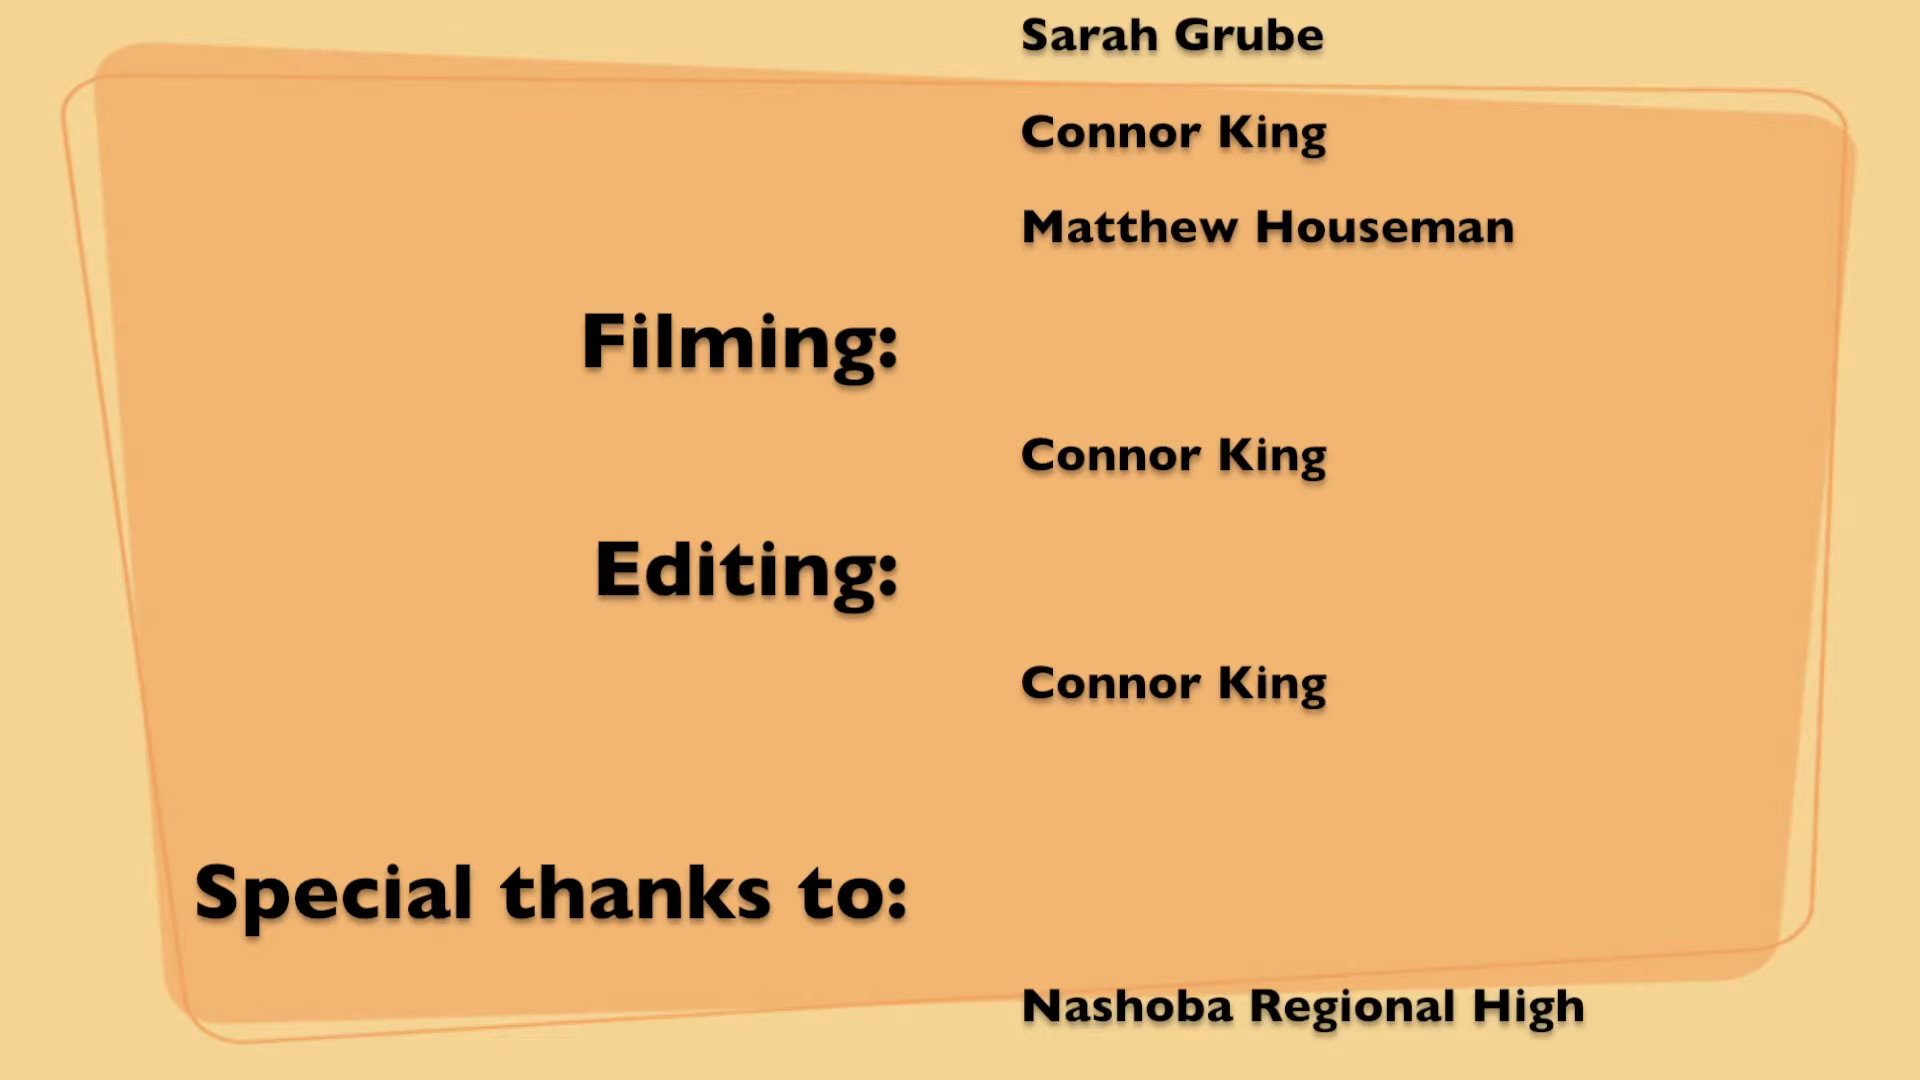 Sarah Grube
Connor King
Matthew Houseman
Filming:
Connor King
Editing:
Connor King
Special thanks to:
Nashoba Regional High